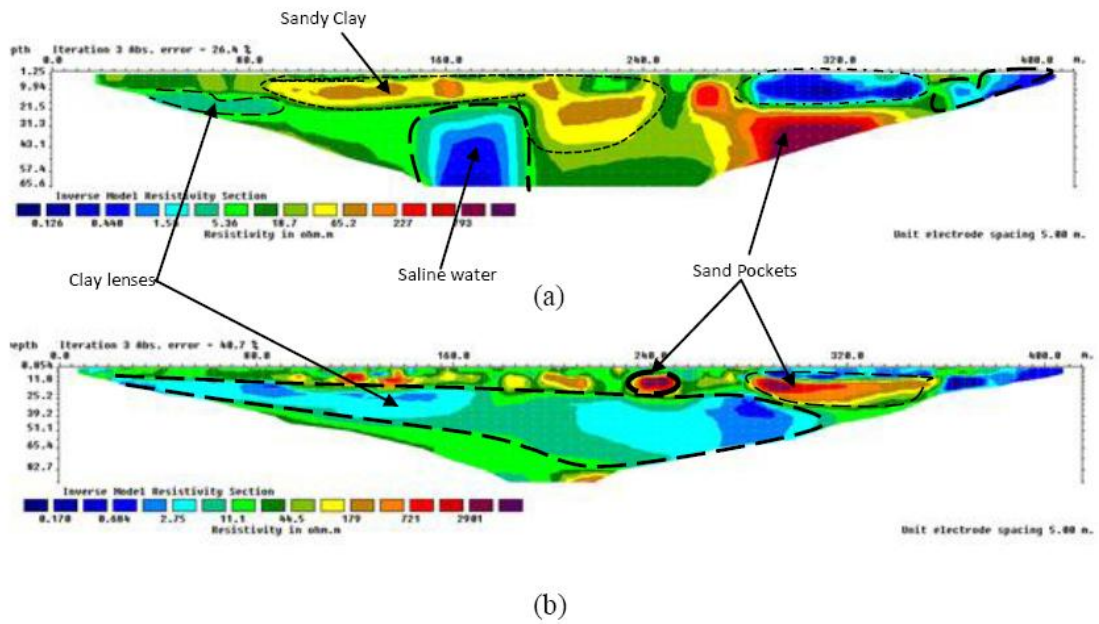 Sandy Clay
pth Iteration 3 Abs. error = 26.4 %
0.0 80.0 160.0 240.0 320.0 400.0 m.
1.25
9.94
21.5
31.3
43.1
57.4
65.6
Inverse Model Resistivity Section
0.126 0.440 5.36 18.7 65.2 227 793
Resistivity in ohm.m
Unit electrode spacing 5.00 m.
Clay lenses
Saline water
Sand Pockets
(a)
epth Iteration 3 Abs. error = 40.7 %
0.0 80.0 160.0 240.0 320.0 400.0 m.
11.0
25.2
39.2
51.1
65.4
82.7
Inverse Model Resistivity Section
0.170 0.684 2.75 11.1 44.5 179 721 2901
Resistivity in ohm.m
Unit electrode spacing 5.00 m.
(b)